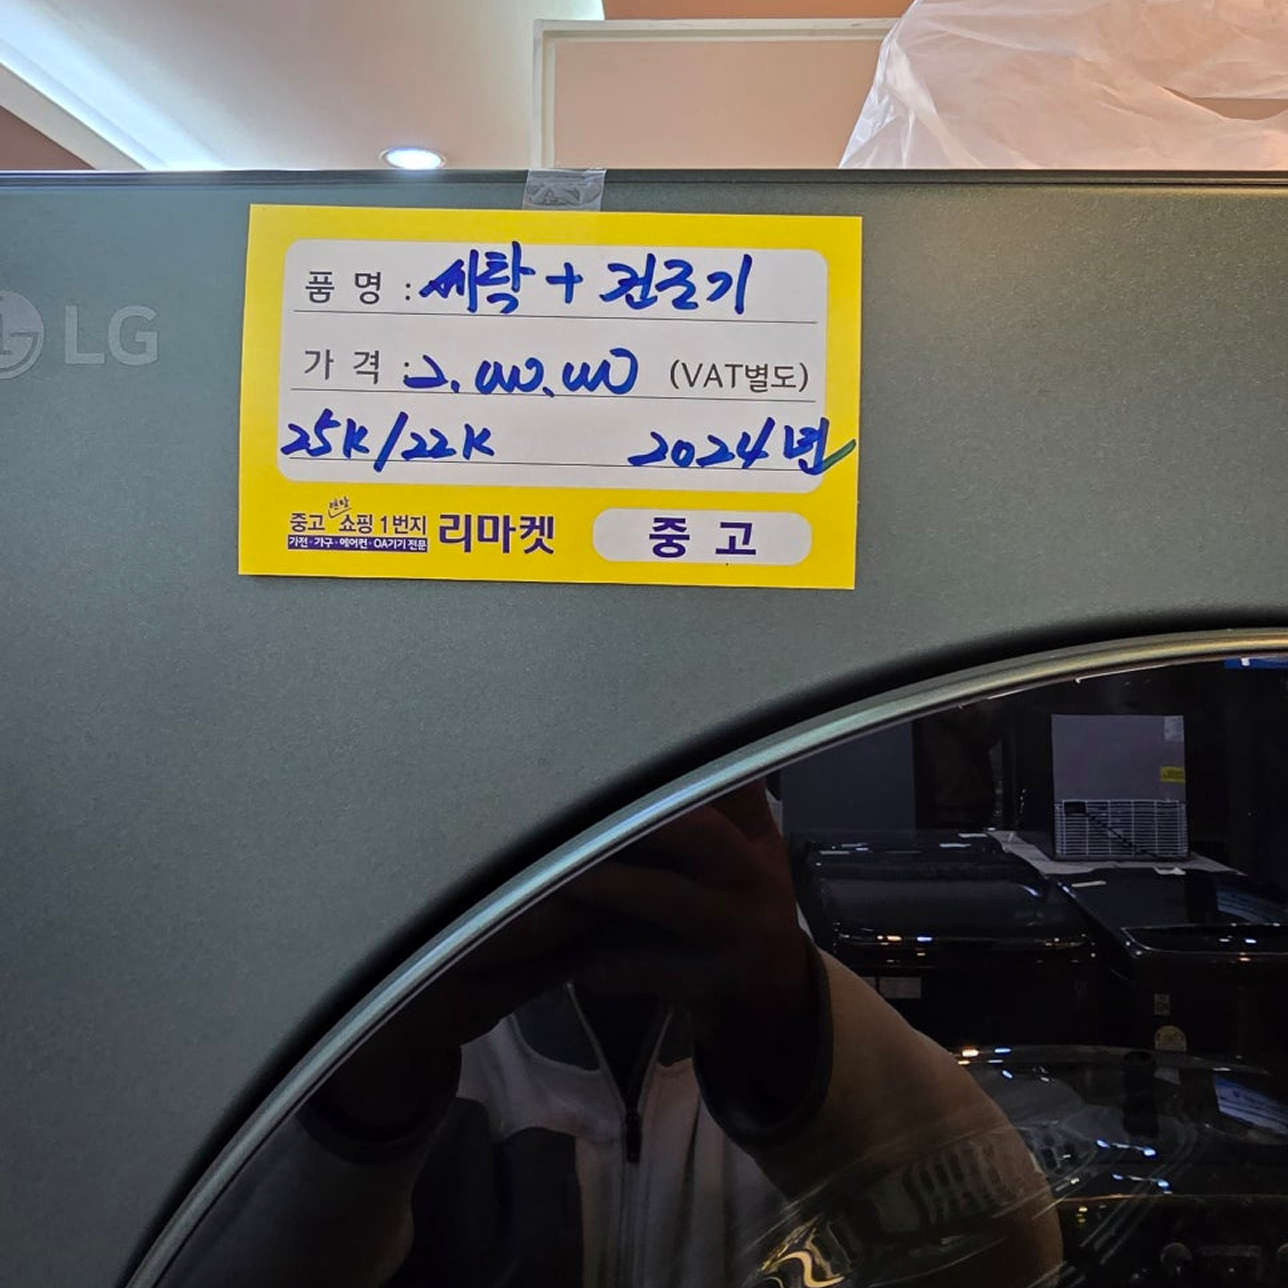 LG
품 명 : 세탁 + 건조기
가 격 : 2.000.000 (VAT별도)
25K/22K 2024년
만물
중고 쇼핑 1번지 리마켓 중 고
가전·가구·에어컨·OA기기 전문